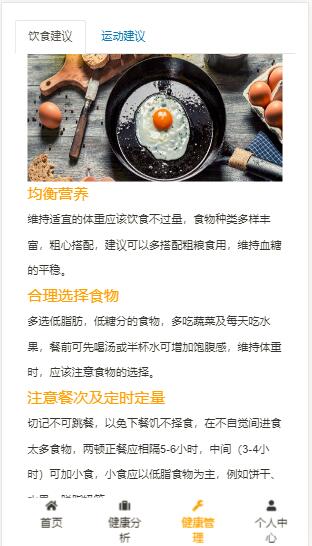 饮食建议 运动建议
均衡营养
维持适宜的体重应该饮食不过量，食物种类多样丰
富，粗心搭配，建议可以多搭配粗粮食用，维持血糖
的平稳。
合理选择食物
多选低脂肪，低糖分的食物，多吃蔬菜及每天吃水
果，餐前可先喝汤或半杯水可增加饱腹感，维持体重
时，应该注意食物的选择。
注意餐次及定时定量
切记不可跳餐，以免下餐饥不择食，在不自觉间进食
太多食物，两顿正餐应相隔5-6小时，中间（3-4小
时）可加小食，小食应以低脂食物为主，例如饼干、
首页 健康分析 健康管理 个人中心